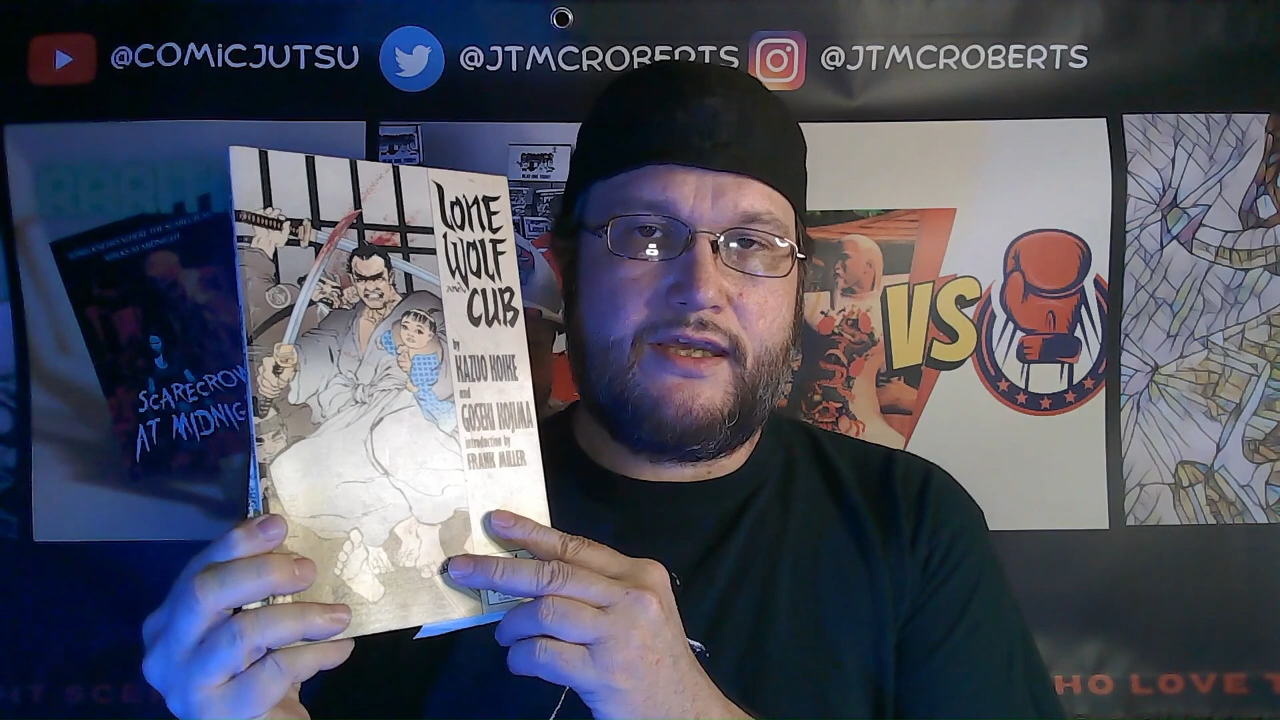 @COMICJUTSU @JTMCROBERTS @JTMCROBERTS
SCARECROW
AT MIDNIG
LONE
WOLF
and
CUB
by
KAZUO KOIKE
and
GOSEKI KOJIMA
introduction by
FRANK MILLER
VS
HO LOVE T